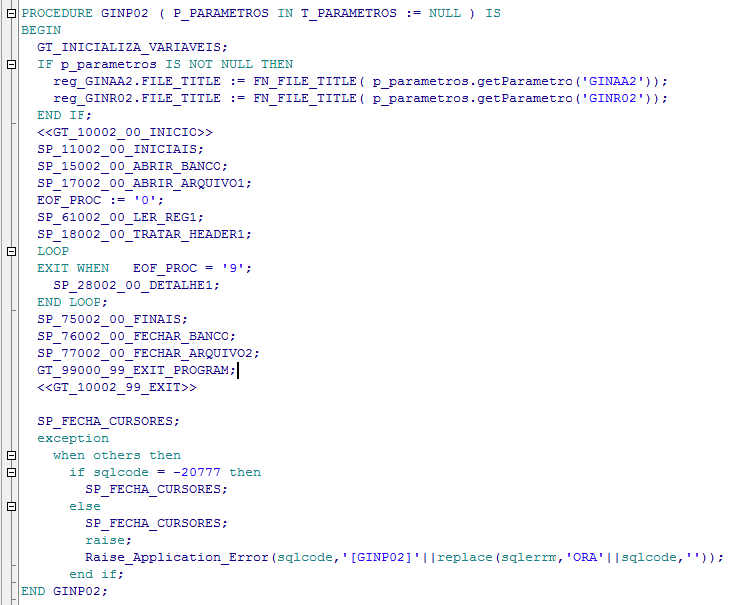 PROCEDURE GINP02 ( P_PARAMETROS IN T_PARAMETROS := NULL ) IS
BEGIN
GT_INICIALIZA_VARIAVEIS;
IF p_parametros IS NOT NULL THEN
reg_GINAA2.FILE_TITLE := FN_FILE_TITLE( p_parametros.getParametro('GINAA2'));
reg_GINR02.FILE_TITLE := FN_FILE_TITLE( p_parametros.getParametro('GINR02'));
END IF;
<<GT_10002_00_INICIO>>
SP_11002_00_INICIAIS;
SP_15002_00_ABRIR_BANCO;
SP_17002_00_ABRIR_ARQUIVO1;
EOF_PROC := '0';
SP_61002_00_LER_REG1;
SP_18002_00_TRATAR_HEADER1;
LOOP
EXIT WHEN   EOF_PROC = '9';
SP_28002_00_DETALHE1;
END LOOP;
SP_75002_00_FINAIS;
SP_76002_00_FECHAR_BANCO;
SP_77002_00_FECHAR_ARQUIVO2;
GT_99000_99_EXIT_PROGRAM;
<<GT_10002_99_EXIT>>
SP_FECHA_CURSORES;
exception
when others then
if sqlcode = -20777 then
SP_FECHA_CURSORES;
else
SP_FECHA_CURSORES;
raise;
Raise_Application_Error(sqlcode,'[GINP02]'||replace(sqlerrm,'ORA'||sqlcode,''));
end if;
END GINP02;